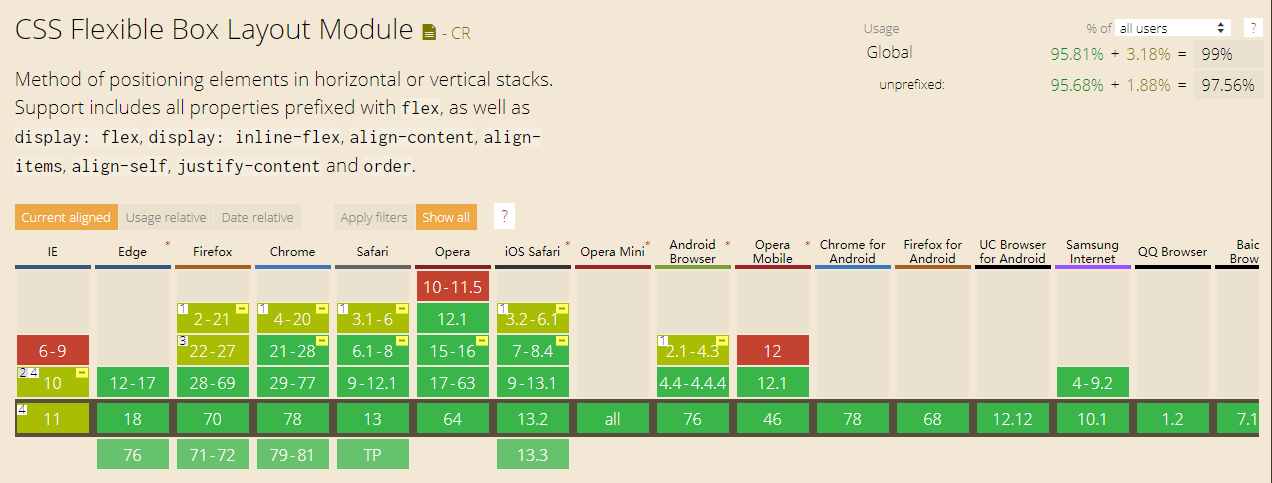 CSS Flexible Box Layout Module - CR
Usage % of all users ?
Global 95.81% + 3.18% = 99%
unprefixed: 95.68% + 1.88% = 97.56%
Method of positioning elements in horizontal or vertical stacks.
Support includes all properties prefixed with flex, as well as
display: flex, display: inline-flex, align-content, align-
items, align-self, justify-content and order.
Current aligned Usage relative Date relative Apply filters Show all ?
IE Edge * Firefox Chrome Safari Opera iOS Safari * Opera Mini * Android Browser * Opera Mobile * Chrome for Android Firefox for Android UC Browser for Android Samsung Internet QQ Browser
10-11.5
1 2-21 1 4-20 1 3.1-6 12.1 1 3.2-6.1
6-9 3 22-27 21-28 6.1-8 15-16 7-8.4 1 2.1-4.3 12
2 4 10 12-17 28-69 29-77 9-12.1 17-63 9-13.1 4.4-4.4.4 12.1 4-9.2
4 11 18 70 78 13 64 13.2 all 76 46 78 68 12.12 10.1 1.2 7.1
76 71-72 79-81 TP 13.3